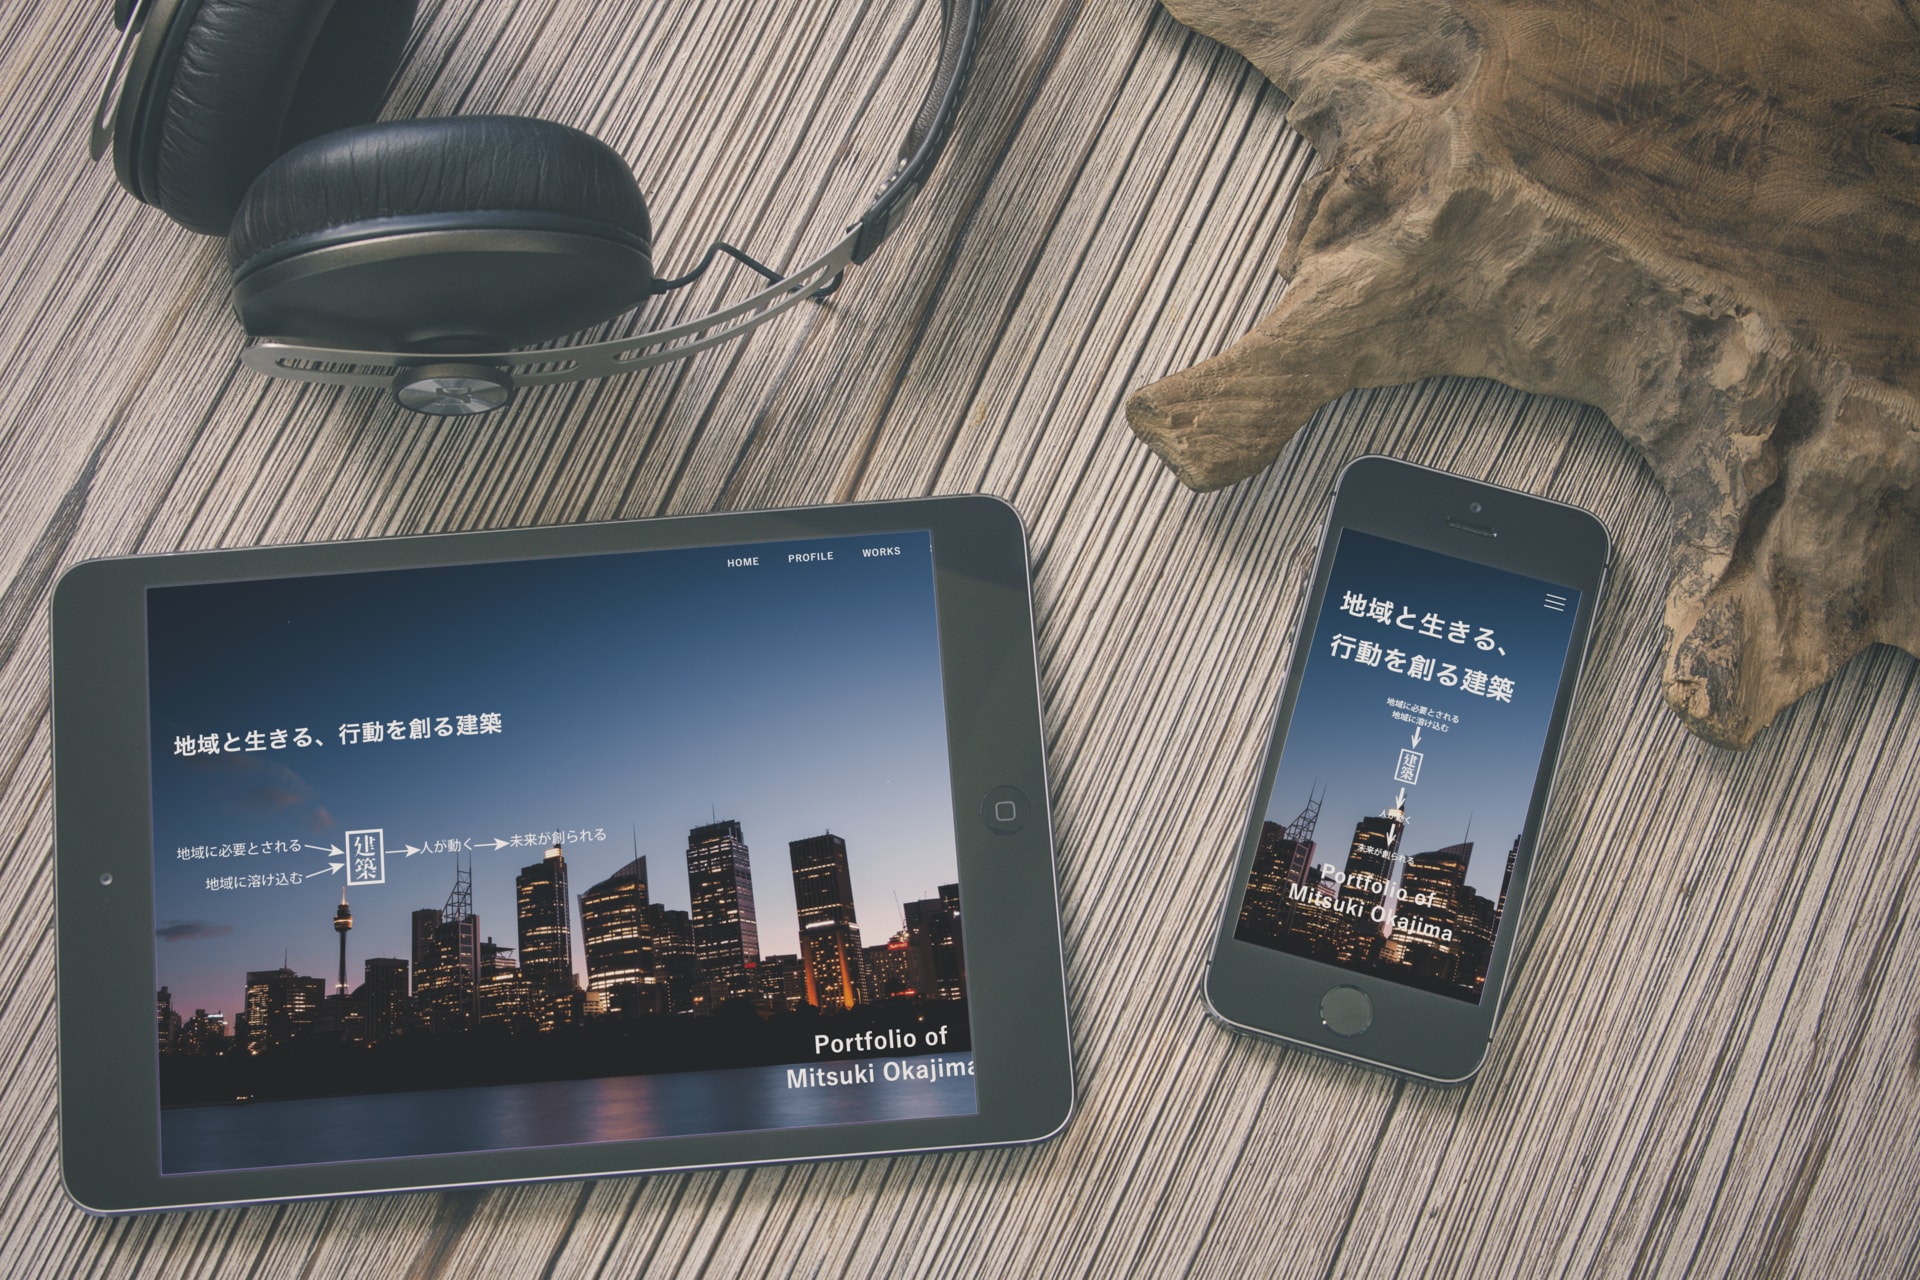 HOME PROFILE WORKS
地域と生きる、行動を創る建築
地域に必要とされる
地域に溶け込む
建築
人が動く
未来が創られる
Portfolio of
Mitsuki Okajima
地域と生きる、
行動を創る建築
地域に必要とされる
地域に溶け込む
建築
人が動く
未来が創られる
Portfolio of
Mitsuki Okajima